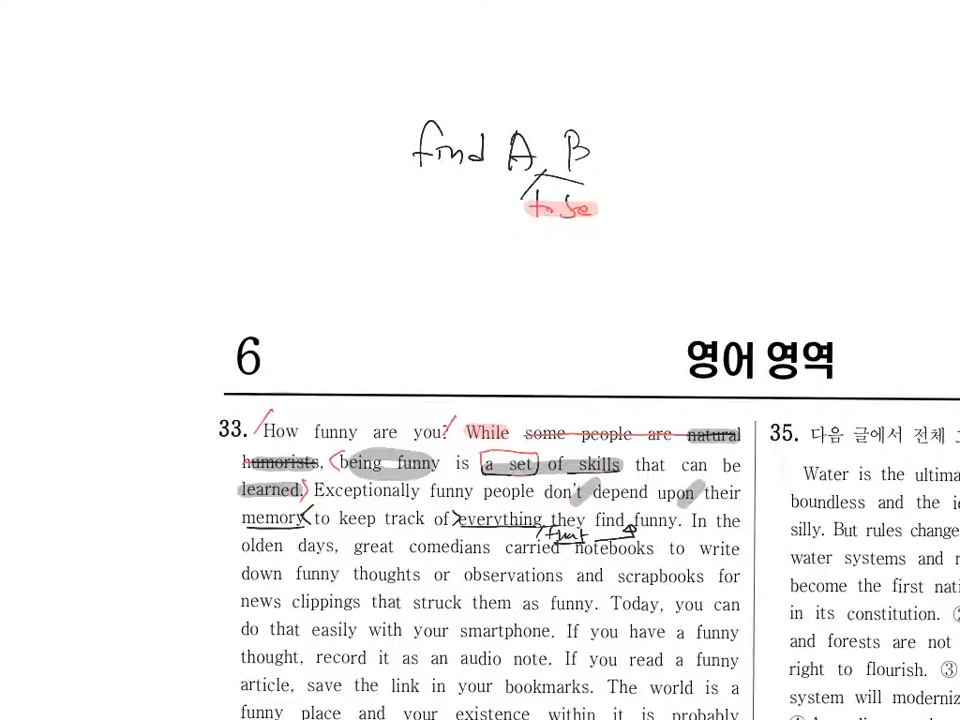 find A B
to be
6
영어 영역
33. How funny are you? While some people are natural
humorists, being funny is a set of skills that can be
learned. Exceptionally funny people don't depend upon their
memory to keep track of everything they find funny. In the
that
olden days, great comedians carried notebooks to write
down funny thoughts or observations and scrapbooks for
news clippings that struck them as funny. Today, you can
do that easily with your smartphone. If you have a funny
thought, record it as an audio note. If you read a funny
article, save the link in your bookmarks. The world is a
funny place and your existence within it is probably
35. 다음 글에서 전체
Water is the ultima
boundless and the
silly. But rules change
water systems and
become the first nati
in its constitution.
and forests are not
right to flourish. ③
system will moderniz